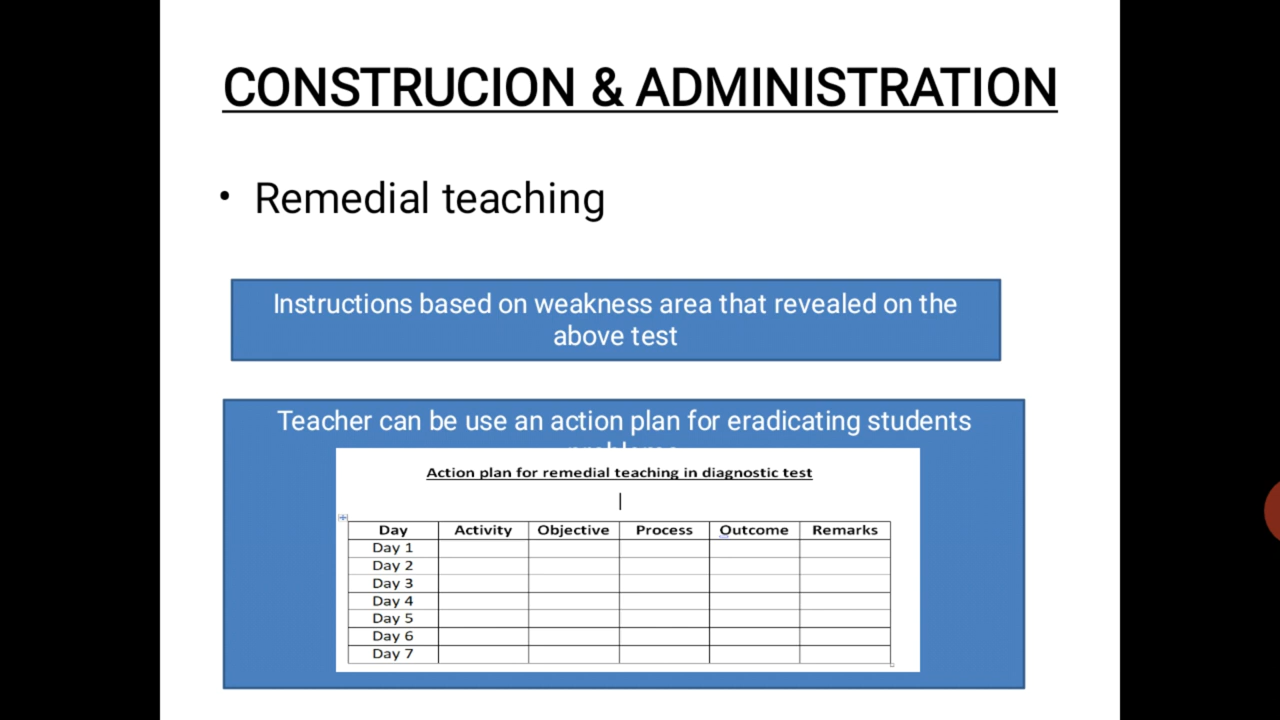 CONSTRUCION & ADMINISTRATION
• Remedial teaching
Instructions based on weakness area that revealed on the
above test
Teacher can be use an action plan for eradicating students
Action plan for remedial teaching in diagnostic test
Day Activity Objective Process Outcome Remarks
Day 1
Day 2
Day 3
Day 4
Day 5
Day 6
Day 7